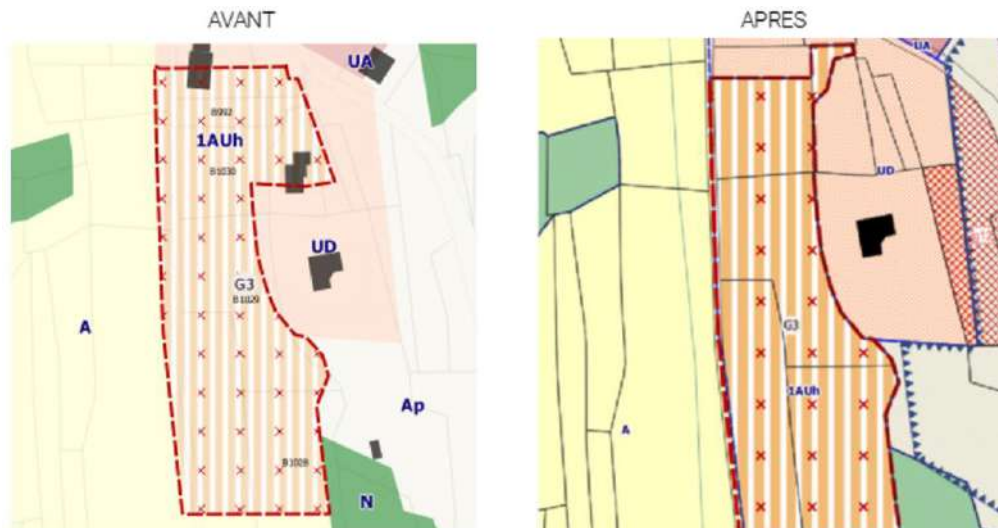 AVANT
APRES
UA
B992
1AUh
B1030
UD
G3
B1029
A
Ap
B1028
N
UA
UD
G3
1AUh
A